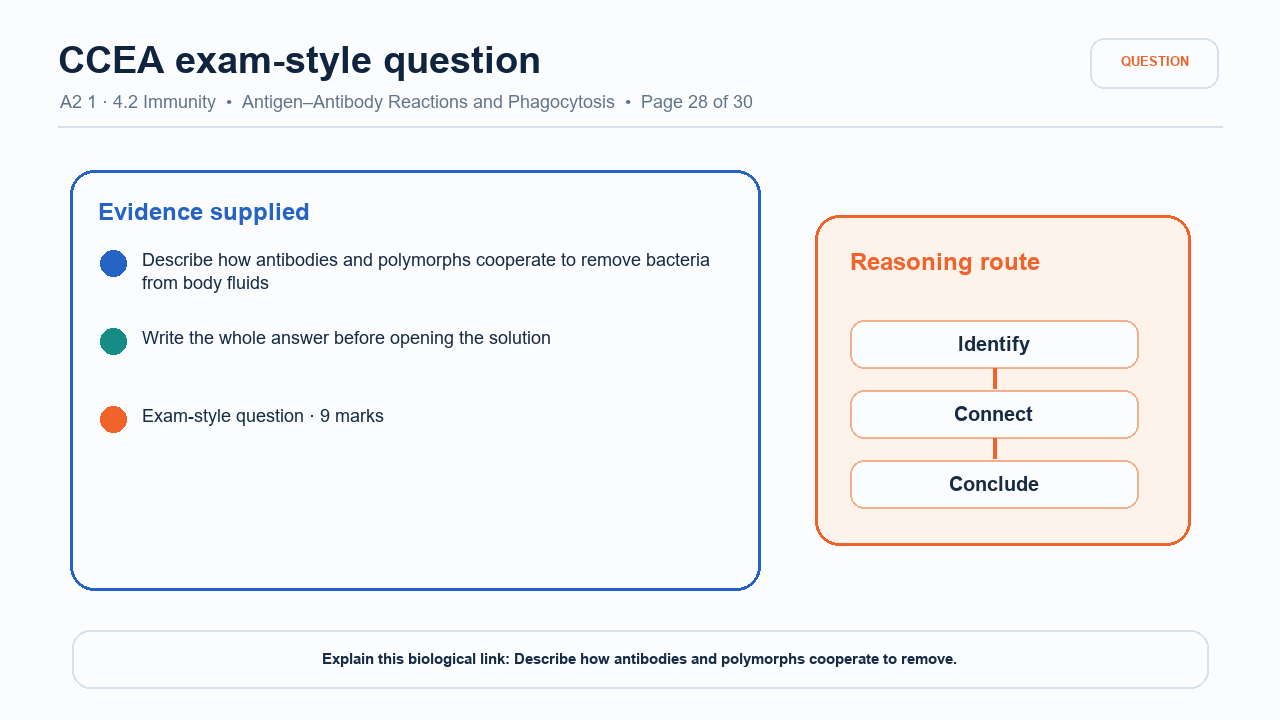 CCEA exam-style question
QUESTION
A2 1 · 4.2 Immunity • Antigen–Antibody Reactions and Phagocytosis • Page 28 of 30
Evidence supplied
Describe how antibodies and polymorphs cooperate to remove bacteria
from body fluids
Write the whole answer before opening the solution
Exam-style question · 9 marks
Reasoning route
Identify
Connect
Conclude
Explain this biological link: Describe how antibodies and polymorphs cooperate to remove.